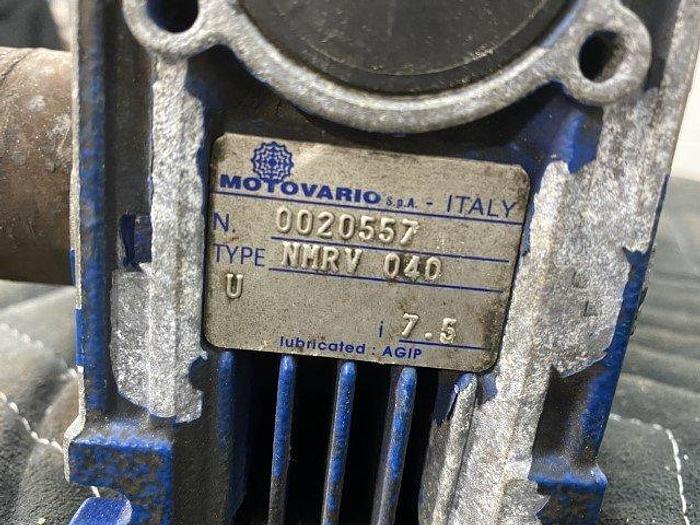 MOTOVARIO S.p.A. - ITALY
N. 0020557
TYPE NMRV 040
U
i 7.5
lubricated : AGIP